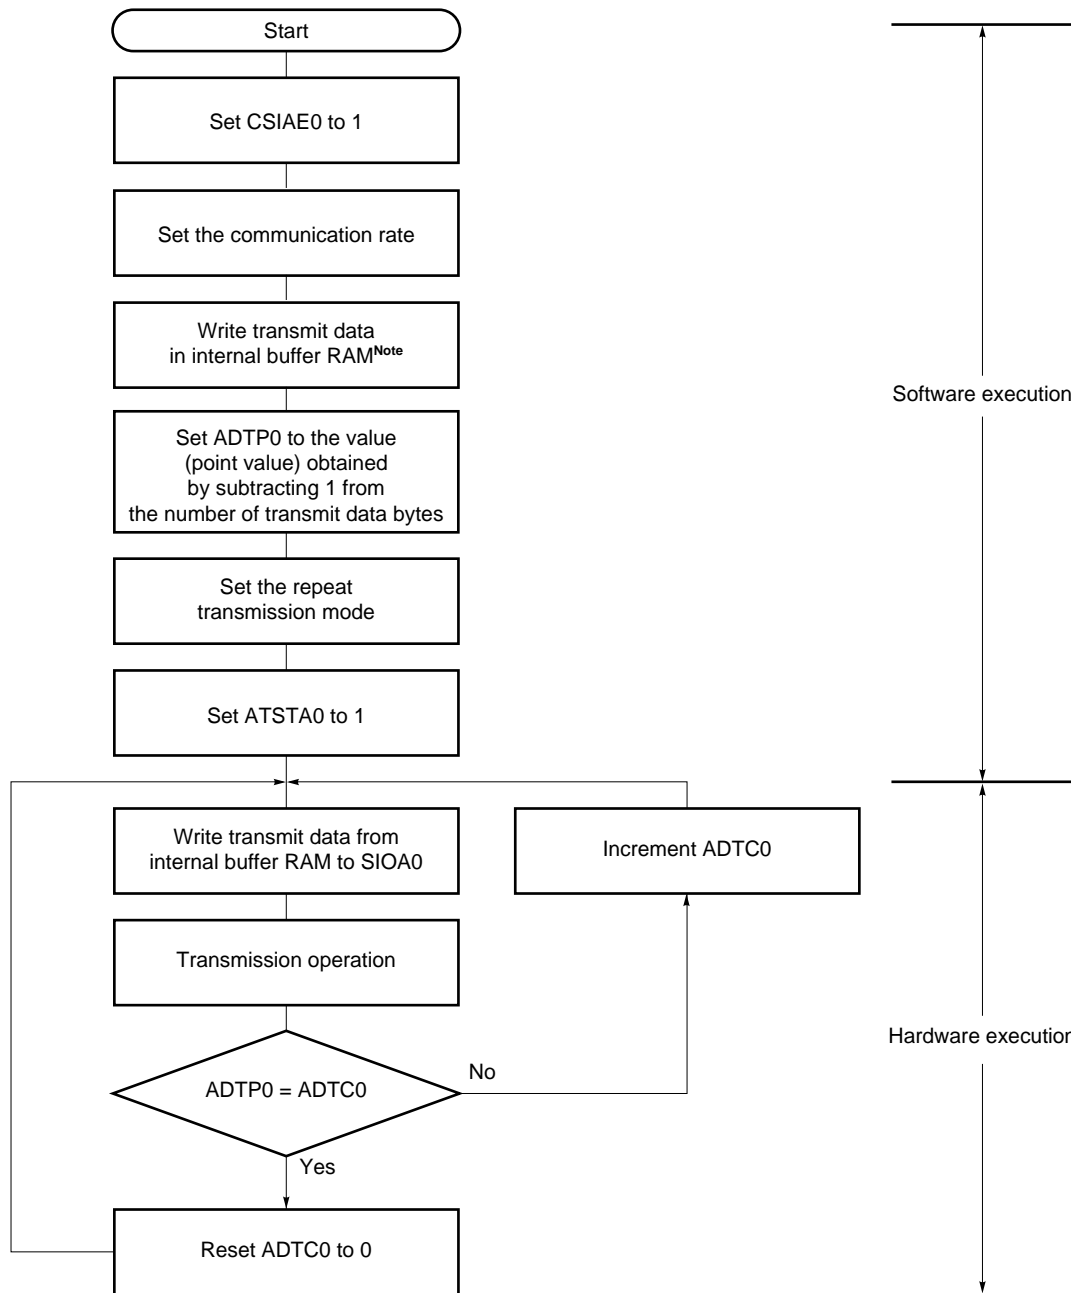 Start
Set CSIAE0 to 1
Set the communication rate
Write transmit data
in internal buffer RAMNote
Software execution
Set ADTP0 to the value
(point value) obtained
by subtracting 1 from
the number of transmit data bytes
Set the repeat
transmission mode
Set ATSTA0 to 1
Write transmit data from
internal buffer RAM to SIOA0
Increment ADTC0
Transmission operation
Hardware execution
ADTP0 = ADTC0
No
Yes
Reset ADTC0 to 0